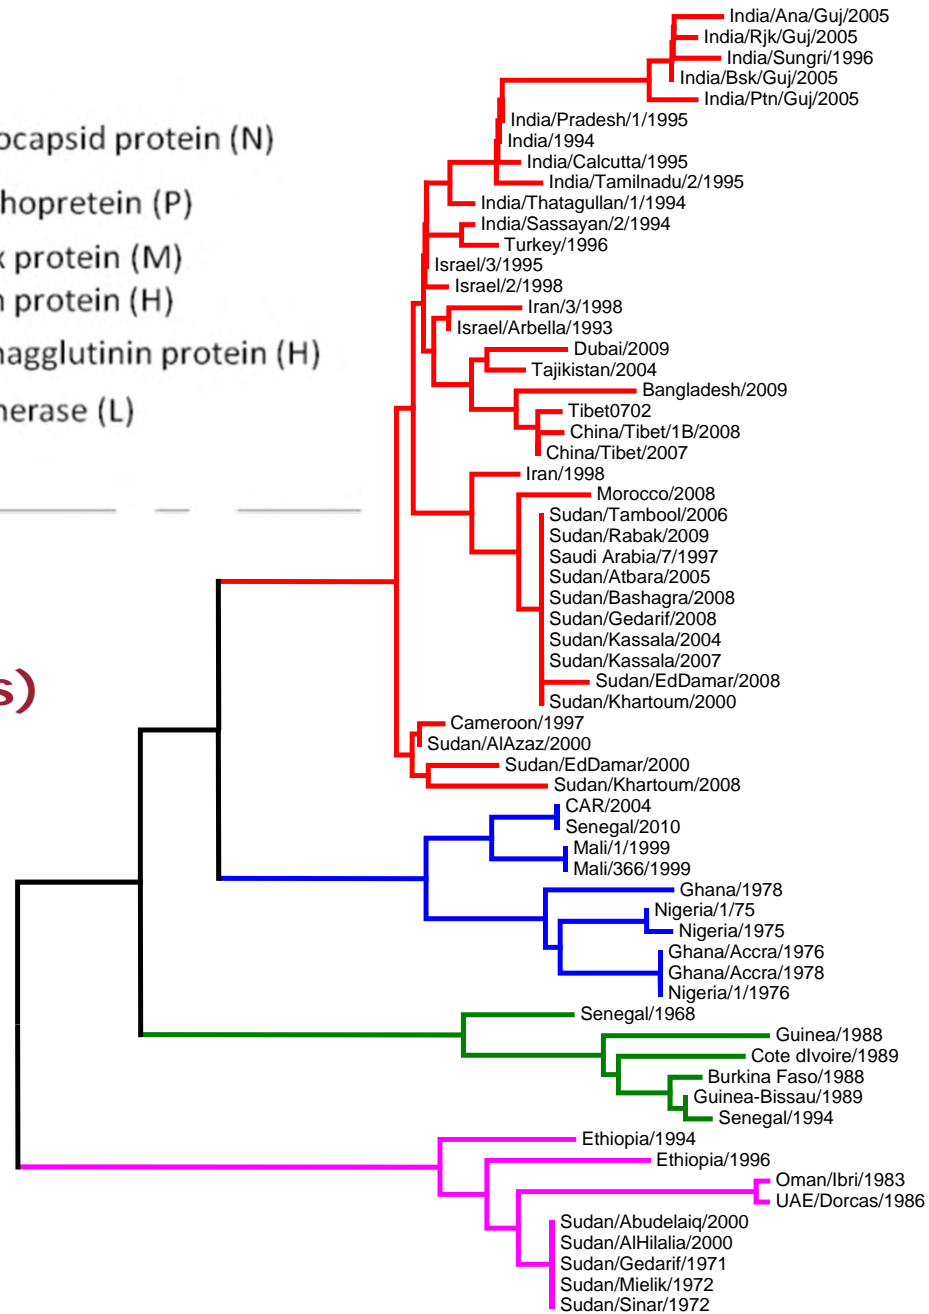 ocapsid protein (N)
hopretein (P)
x protein (M)
n protein (H)
nagglutinin protein (H)
nerase (L)
s)
India/Ana/Guj/2005
India/Rjk/Guj/2005
India/Sungri/1996
India/Bsk/Guj/2005
India/Ptn/Guj/2005
India/Pradesh/1/1995
India/1994
India/Calcutta/1995
India/Tamilnadu/2/1995
India/Thatagullan/1/1994
India/Sassayan/2/1994
Turkey/1996
Israel/3/1995
Israel/2/1998
Iran/3/1998
Israel/Arbella/1993
Dubai/2009
Tajikistan/2004
Bangladesh/2009
Tibet0702
China/Tibet/1B/2008
China/Tibet/2007
Iran/1998
Morocco/2008
Sudan/Tambool/2006
Sudan/Rabak/2009
Saudi Arabia/7/1997
Sudan/Atbara/2005
Sudan/Bashagra/2008
Sudan/Gedarif/2008
Sudan/Kassala/2004
Sudan/Kassala/2007
Sudan/EdDamar/2008
Sudan/Khartoum/2000
Cameroon/1997
Sudan/AlAzaz/2000
Sudan/EdDamar/2000
Sudan/Khartoum/2008
CAR/2004
Senegal/2010
Mali/1/1999
Mali/366/1999
Ghana/1978
Nigeria/1/75
Nigeria/1975
Ghana/Accra/1976
Ghana/Accra/1978
Nigeria/1/1976
Senegal/1968
Guinea/1988
Cote dIvoire/1989
Burkina Faso/1988
Guinea-Bissau/1989
Senegal/1994
Ethiopia/1994
Ethiopia/1996
Oman/Ibri/1983
UAE/Dorcas/1986
Sudan/Abudelaiq/2000
Sudan/AlHilalia/2000
Sudan/Gedarif/1971
Sudan/Mielik/1972
Sudan/Sinar/1972